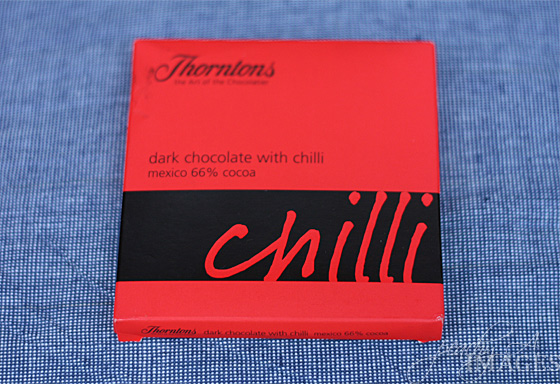 Thorntons
the Art of the Chocolatier
dark chocolate with chilli
mexico 66% cocoa
chilli
Thorntons dark chocolate with chilli mexico 66% cocoa
IMAGES